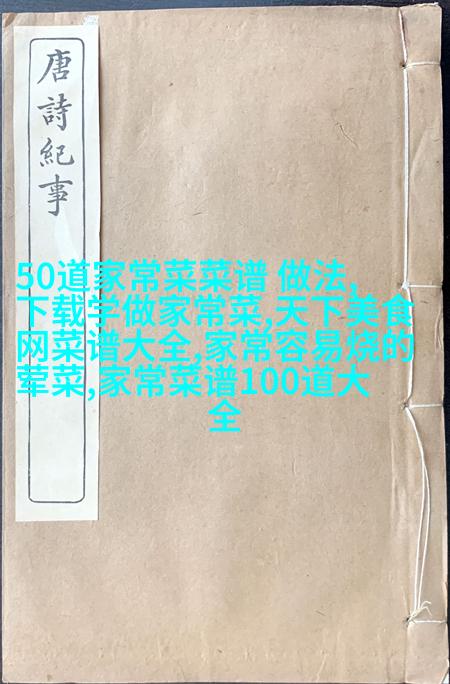 唐詩紀事
50道家常菜菜谱 做法,
下载学做家常菜,天下美食
网菜谱大全,家常容易烧的
荤菜,家常菜谱100道大
全